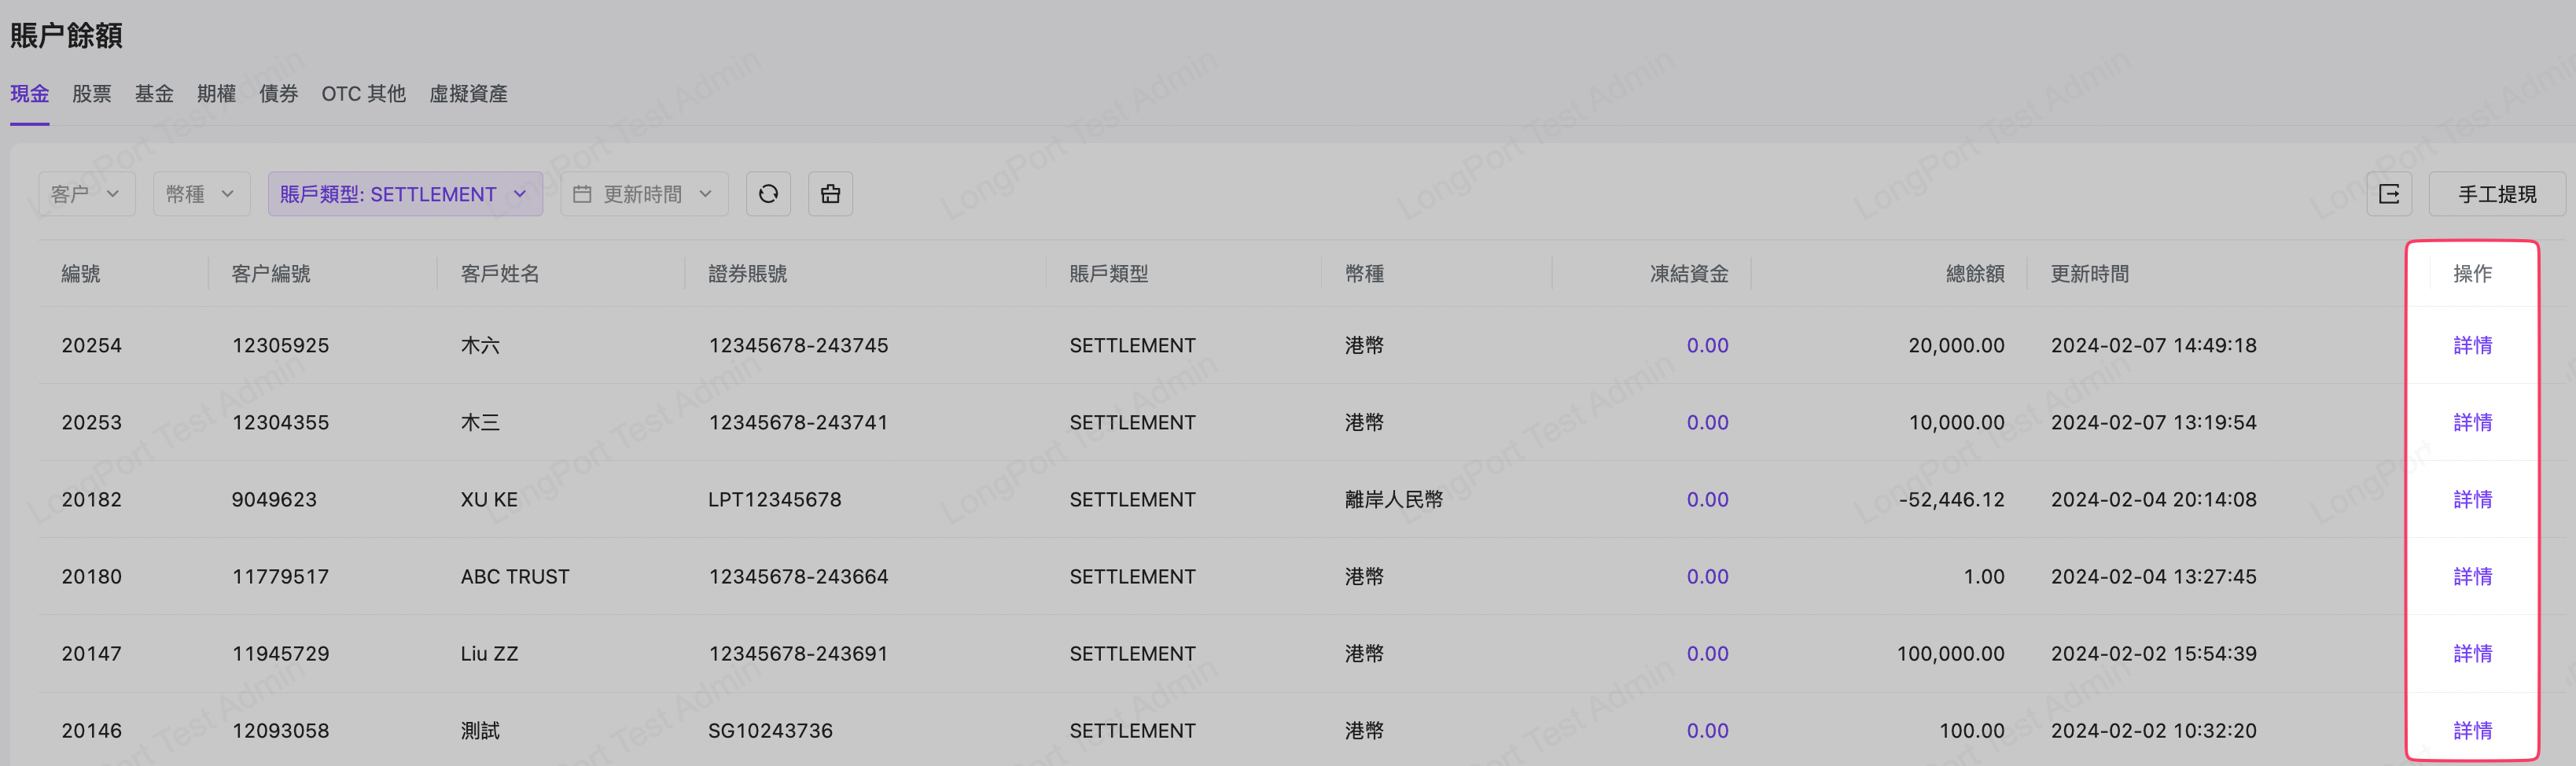 賬户餘額
現金 股票 基金 期權 債券 OTC 其他 虛擬資產
客户 幣種 賬戶類型: SETTLEMENT 更新時間 手工提現
編號 客户編號 客戶姓名 證券賬號 賬戶類型 幣種 凍結資金 總餘額 更新時間 操作
20254 12305925 木六 12345678-243745 SETTLEMENT 港幣 0.00 20,000.00 2024-02-07 14:49:18 詳情
20253 12304355 木三 12345678-243741 SETTLEMENT 港幣 0.00 10,000.00 2024-02-07 13:19:54 詳情
20182 9049623 XU KE LPT12345678 SETTLEMENT 離岸人民幣 0.00 -52,446.12 2024-02-04 20:14:08 詳情
20180 11779517 ABC TRUST 12345678-243664 SETTLEMENT 港幣 0.00 1.00 2024-02-04 13:27:45 詳情
20147 11945729 Liu ZZ 12345678-243691 SETTLEMENT 港幣 0.00 100,000.00 2024-02-02 15:54:39 詳情
20146 12093058 測試 SG10243736 SETTLEMENT 港幣 0.00 100.00 2024-02-02 10:32:20 詳情
LongPort Test Admin